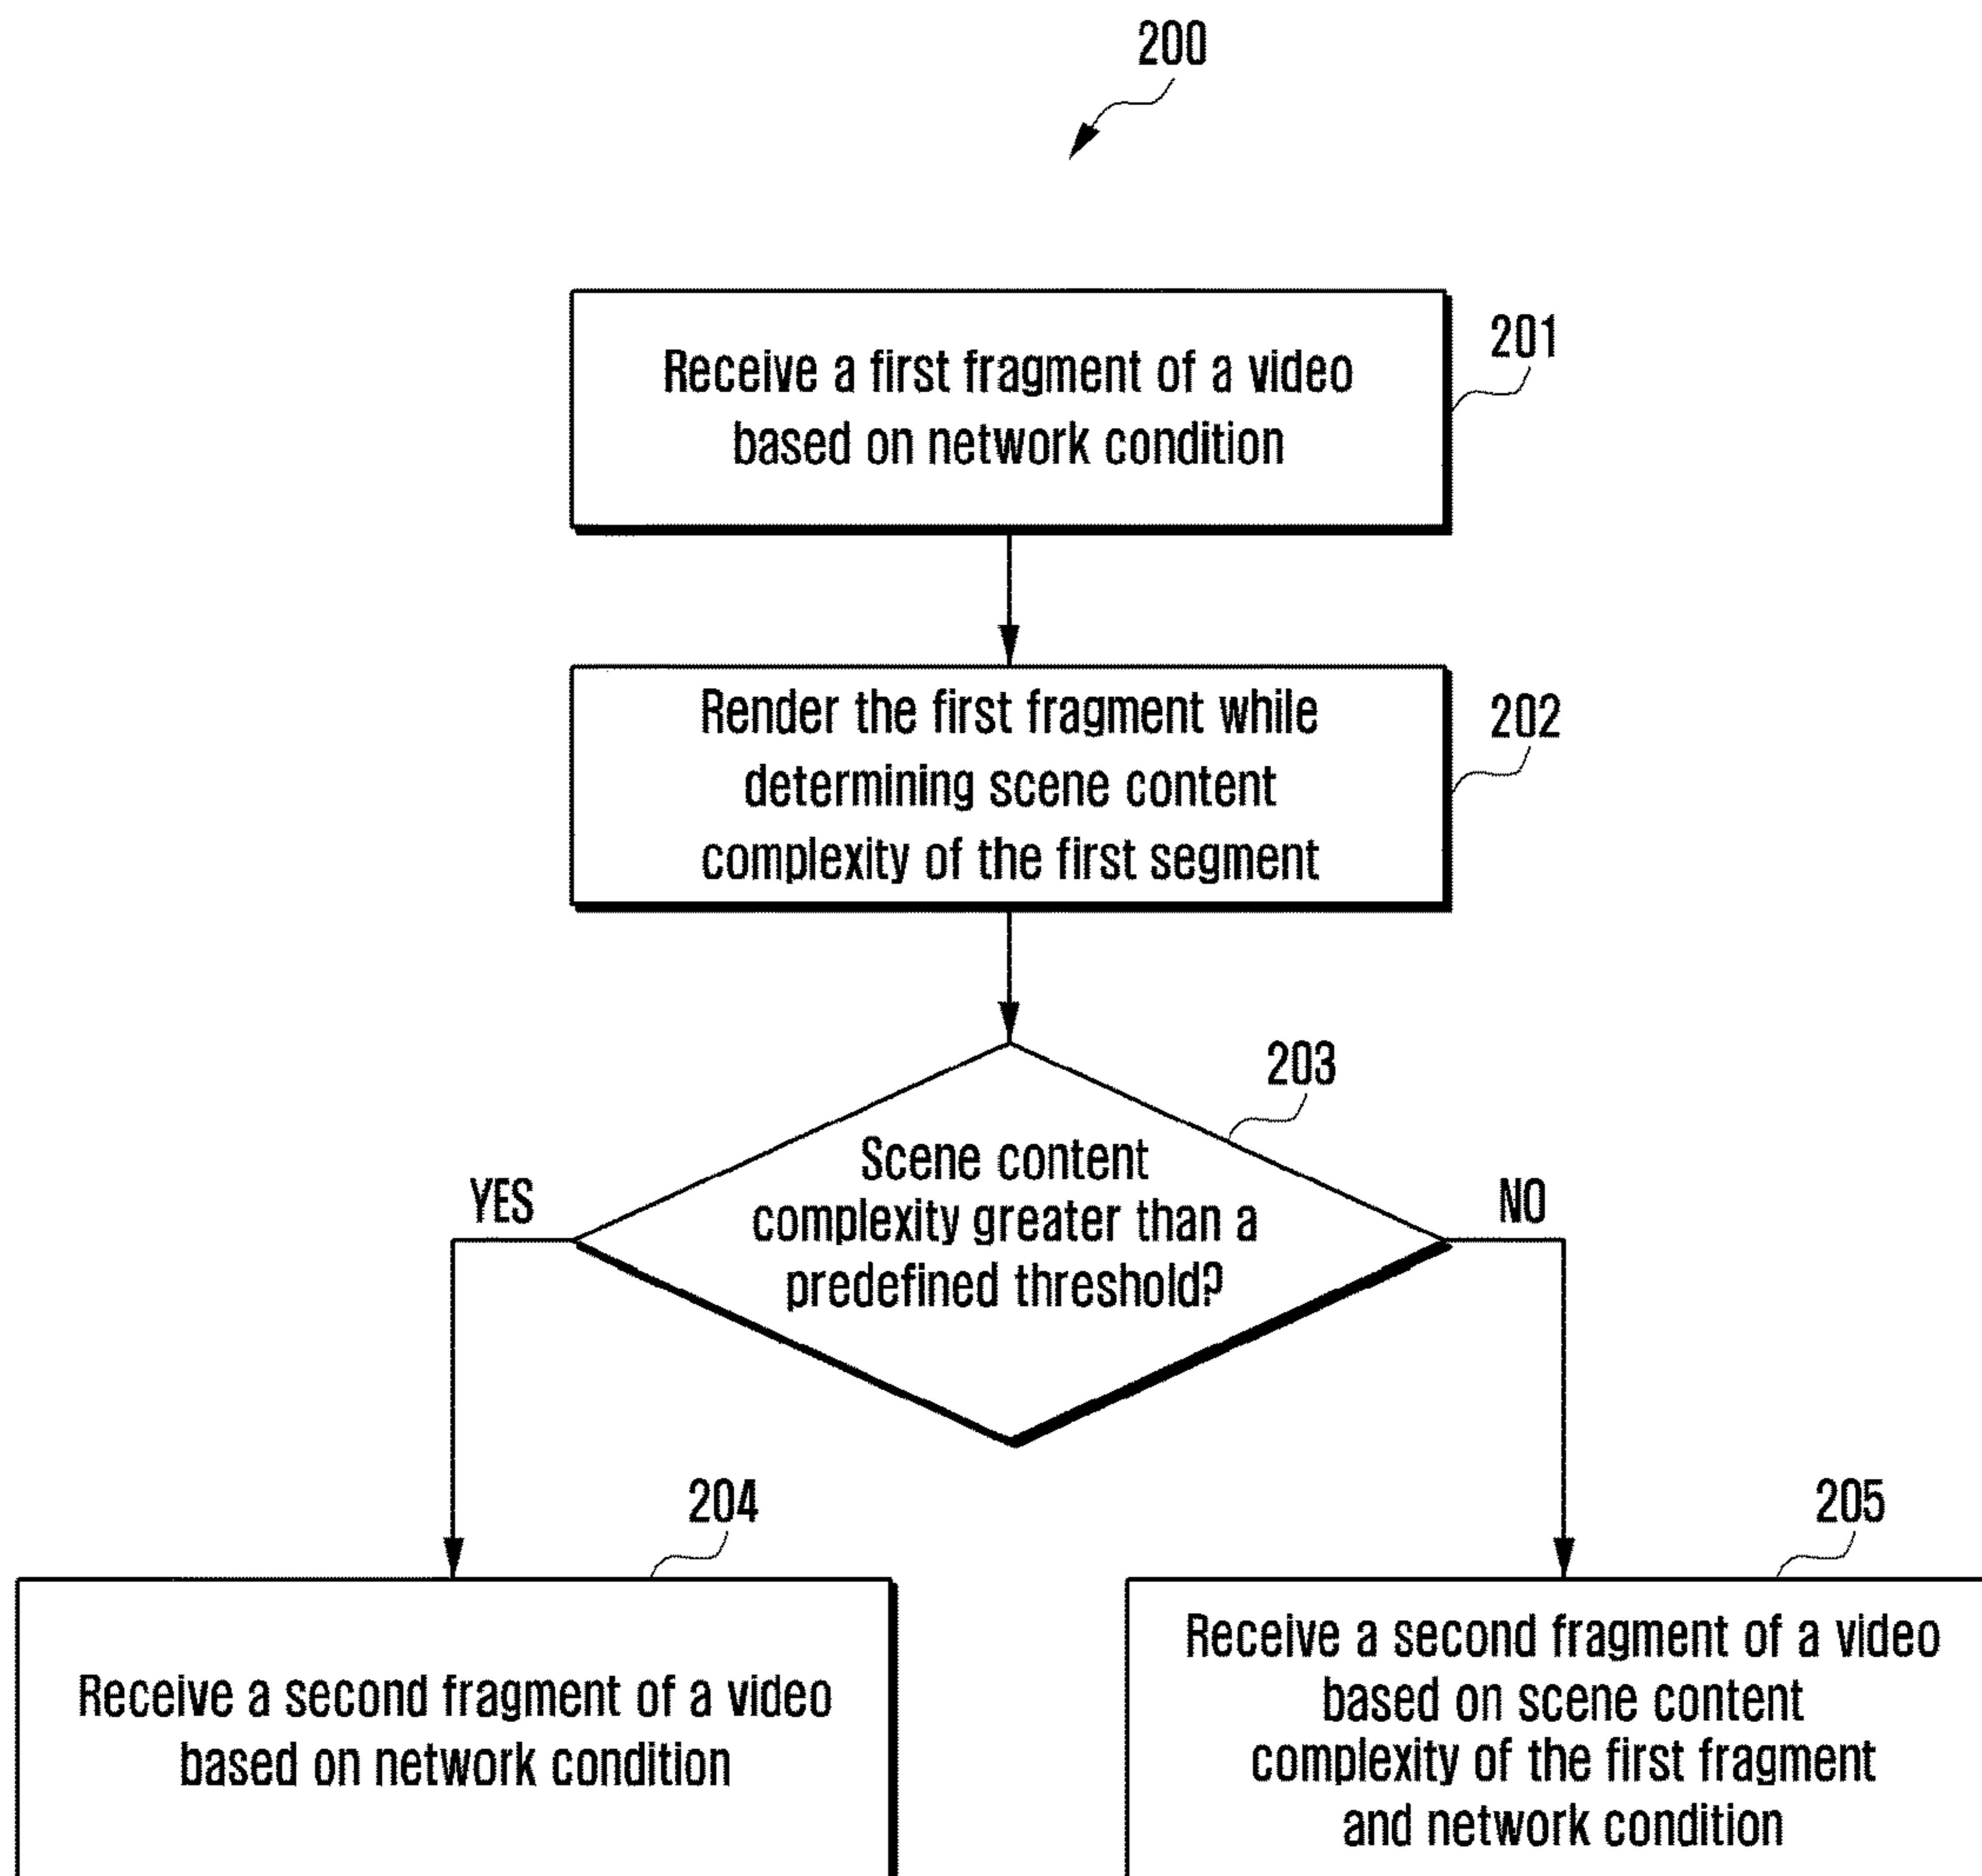 200
Receive a first fragment of a video
based on network condition
201
Render the first fragment while
determining scene content
complexity of the first segment
202
203
Scene content
complexity greater than a
predefined threshold?
YES
NO
204
Receive a second fragment of a video
based on network condition
205
Receive a second fragment of a video
based on scene content
complexity of the first fragment
and network condition